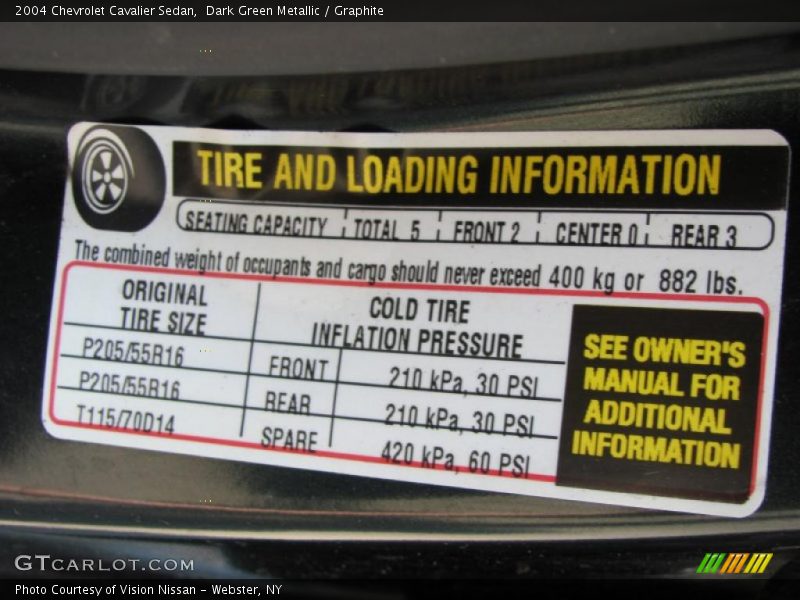 2004 Chevrolet Cavalier Sedan, Dark Green Metallic / Graphite
TIRE AND LOADING INFORMATION
SEATING CAPACITY TOTAL 5 FRONT 2 CENTER 0 REAR 3
The combined weight of occupants and cargo should never exceed 400 kg or 882 lbs.
ORIGINAL
TIRE SIZE
COLD TIRE
INFLATION PRESSURE
P205/55R16 FRONT 210 kPa, 30 PSI
P205/55R16 REAR 210 kPa, 30 PSI
T115/70D14 SPARE 420 kPa, 60 PSI
SEE OWNER'S
MANUAL FOR
ADDITIONAL
INFORMATION
GTCARLOT.COM
Photo Courtesy of Vision Nissan - Webster, NY